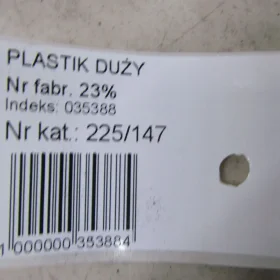 PLASTIK DUŻY
Nr fabr. 23%
Indeks: 035388
Nr kat.: 225/147
1 000000 353884